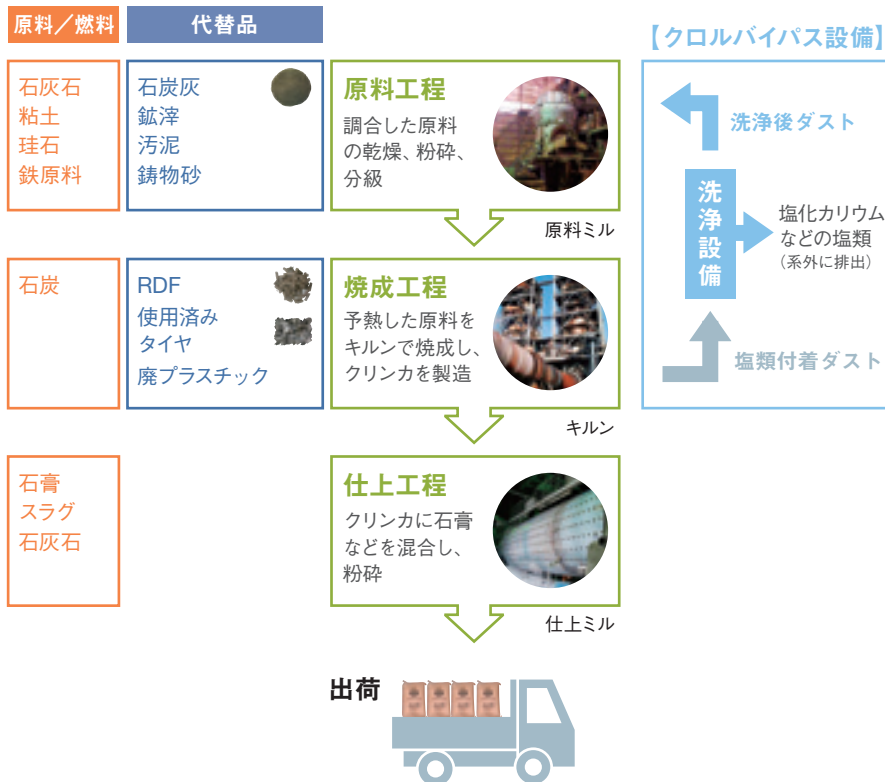 原料／燃料
代替品
石灰石
粘土
珪石
鉄原料
石炭灰
鉱滓
汚泥
鋳物砂
原料工程
調合した原料
の乾燥、粉砕、
分級
原料ミル
石炭
RDF
使用済み
タイヤ
廃プラスチック
焼成工程
予熱した原料を
キルンで焼成し、
クリンカを製造
キルン
石膏
スラグ
石灰石
仕上工程
クリンカに石膏
などを混合し、
粉砕
仕上ミル
出荷
【クロルバイパス設備】
洗浄後ダスト
洗浄設備
塩化カリウム
などの塩類
（系外に排出）
塩類付着ダスト